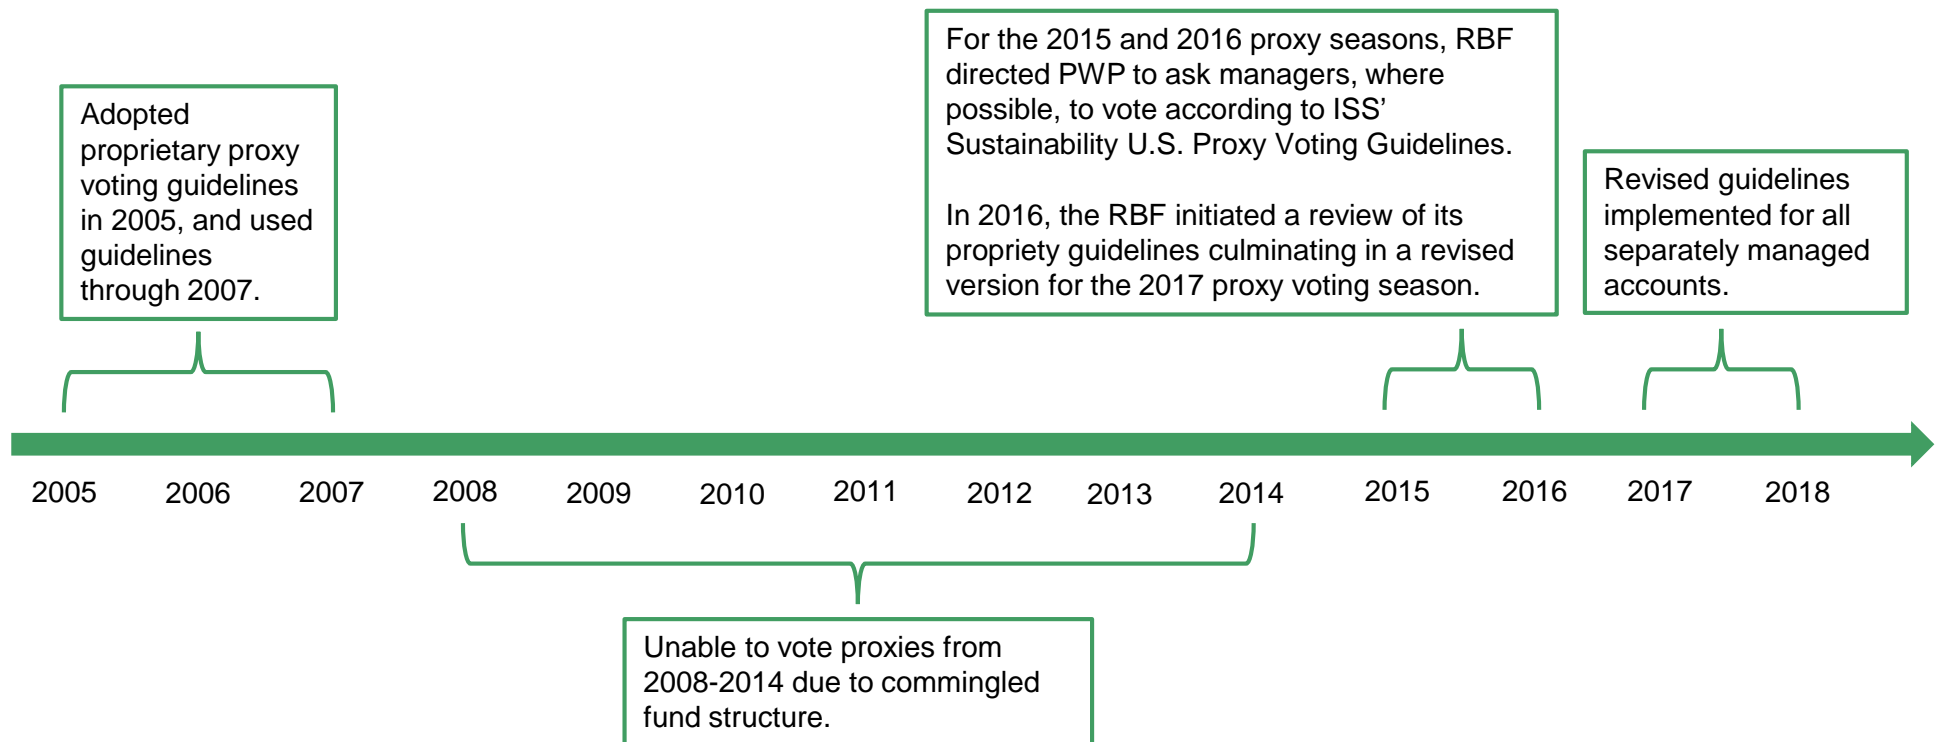 Adopted
proprietary proxy
voting guidelines
in 2005, and used
guidelines
through 2007.
For the 2015 and 2016 proxy seasons, RBF
directed PWP to ask managers, where
possible, to vote according to ISS’
Sustainability U.S. Proxy Voting Guidelines.
In 2016, the RBF initiated a review of its
propriety guidelines culminating in a revised
version for the 2017 proxy voting season.
Revised guidelines
implemented for all
separately managed
accounts.
2005 2006 2007 2008 2009 2010 2011 2012 2013 2014 2015 2016 2017 2018
Unable to vote proxies from
2008-2014 due to commingled
fund structure.